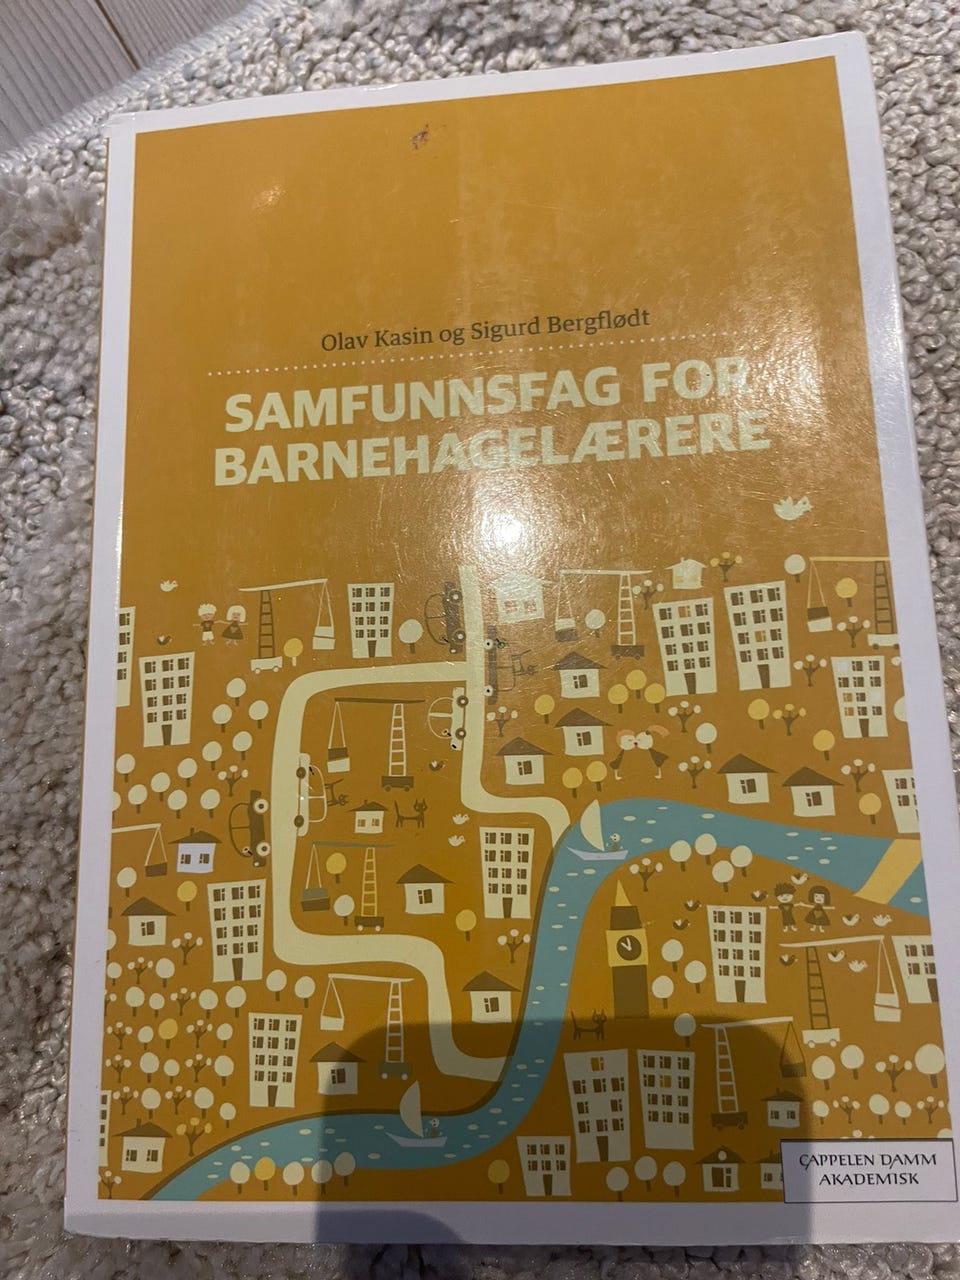 Olav Kasin og Sigurd Bergflødt
SAMFUNNSFAG FOR
BARNEHAGELÆRERE
CAPPELEN DAMM
AKADEMISK